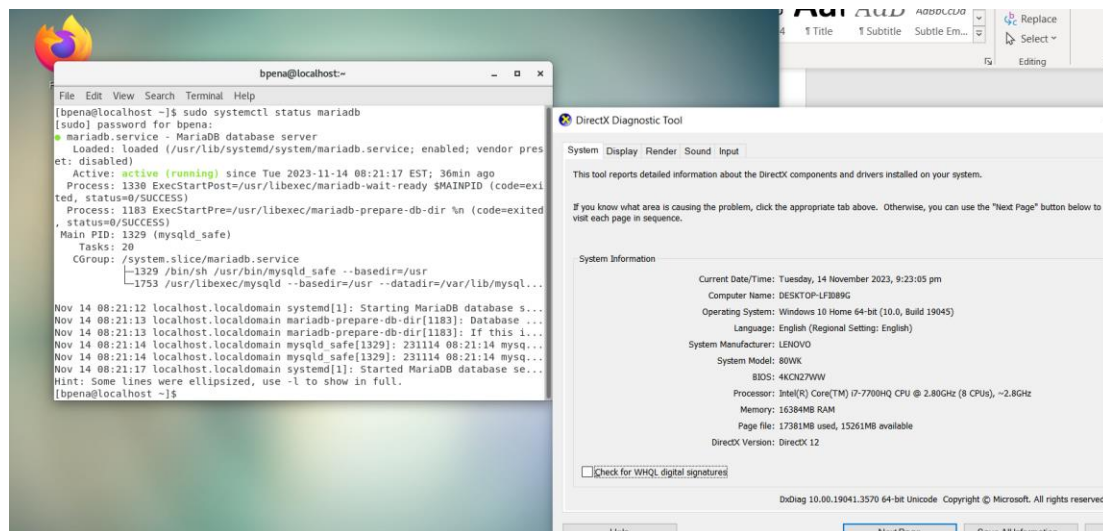 bpena@localhost:~
File Edit View Search Terminal Help
[bpena@localhost ~]$ sudo systemctl status mariadb
[sudo] password for bpena:
● mariadb.service - MariaDB database server
Loaded: loaded (/usr/lib/systemd/system/mariadb.service; enabled; vendor pres
et: disabled)
Active: active (running) since Tue 2023-11-14 08:21:17 EST; 36min ago
Process: 1330 ExecStartPost=/usr/libexec/mariadb-wait-ready $MAINPID (code=exi
ted, status=0/SUCCESS)
Process: 1183 ExecStartPre=/usr/libexec/mariadb-prepare-db-dir %n (code=exited
, status=0/SUCCESS)
Main PID: 1329 (mysqld_safe)
Tasks: 20
CGroup: /system.slice/mariadb.service
├─1329 /bin/sh /usr/bin/mysqld_safe --basedir=/usr
└─1753 /usr/libexec/mysqld --basedir=/usr --datadir=/var/lib/mysql...
Nov 14 08:21:12 localhost.localdomain systemd[1]: Starting MariaDB database s...
Nov 14 08:21:13 localhost.localdomain mariadb-prepare-db-dir[1183]: Database ...
Nov 14 08:21:13 localhost.localdomain mariadb-prepare-db-dir[1183]: If this i...
Nov 14 08:21:14 localhost.localdomain mysqld_safe[1329]: 231114 08:21:14 mysq...
Nov 14 08:21:14 localhost.localdomain mysqld_safe[1329]: 231114 08:21:14 mysq...
Nov 14 08:21:17 localhost.localdomain systemd[1]: Started MariaDB database se...
Hint: Some lines were ellipsized, use -l to show in full.
[bpena@localhost ~]$
¶ Title ¶ Subtitle Subtle Em...
Replace
Select
Editing
DirectX Diagnostic Tool
System Display Render Sound Input
This tool reports detailed information about the DirectX components and drivers installed on your system.
If you know what area is causing the problem, click the appropriate tab above. Otherwise, you can use the "Next Page" button below to
visit each page in sequence.
System Information
Current Date/Time: Tuesday, 14 November 2023, 9:23:05 pm
Computer Name: DESKTOP-LFI089G
Operating System: Windows 10 Home 64-bit (10.0, Build 19045)
Language: English (Regional Setting: English)
System Manufacturer: LENOVO
System Model: 80WK
BIOS: 4KCN27WW
Processor: Intel(R) Core(TM) i7-7700HQ CPU @ 2.80GHz (8 CPUs), ~2.8GHz
Memory: 16384MB RAM
Page file: 17381MB used, 15261MB available
DirectX Version: DirectX 12
Check for WHQL digital signatures
DxDiag 10.00.19041.3570 64-bit Unicode Copyright © Microsoft. All rights reserved